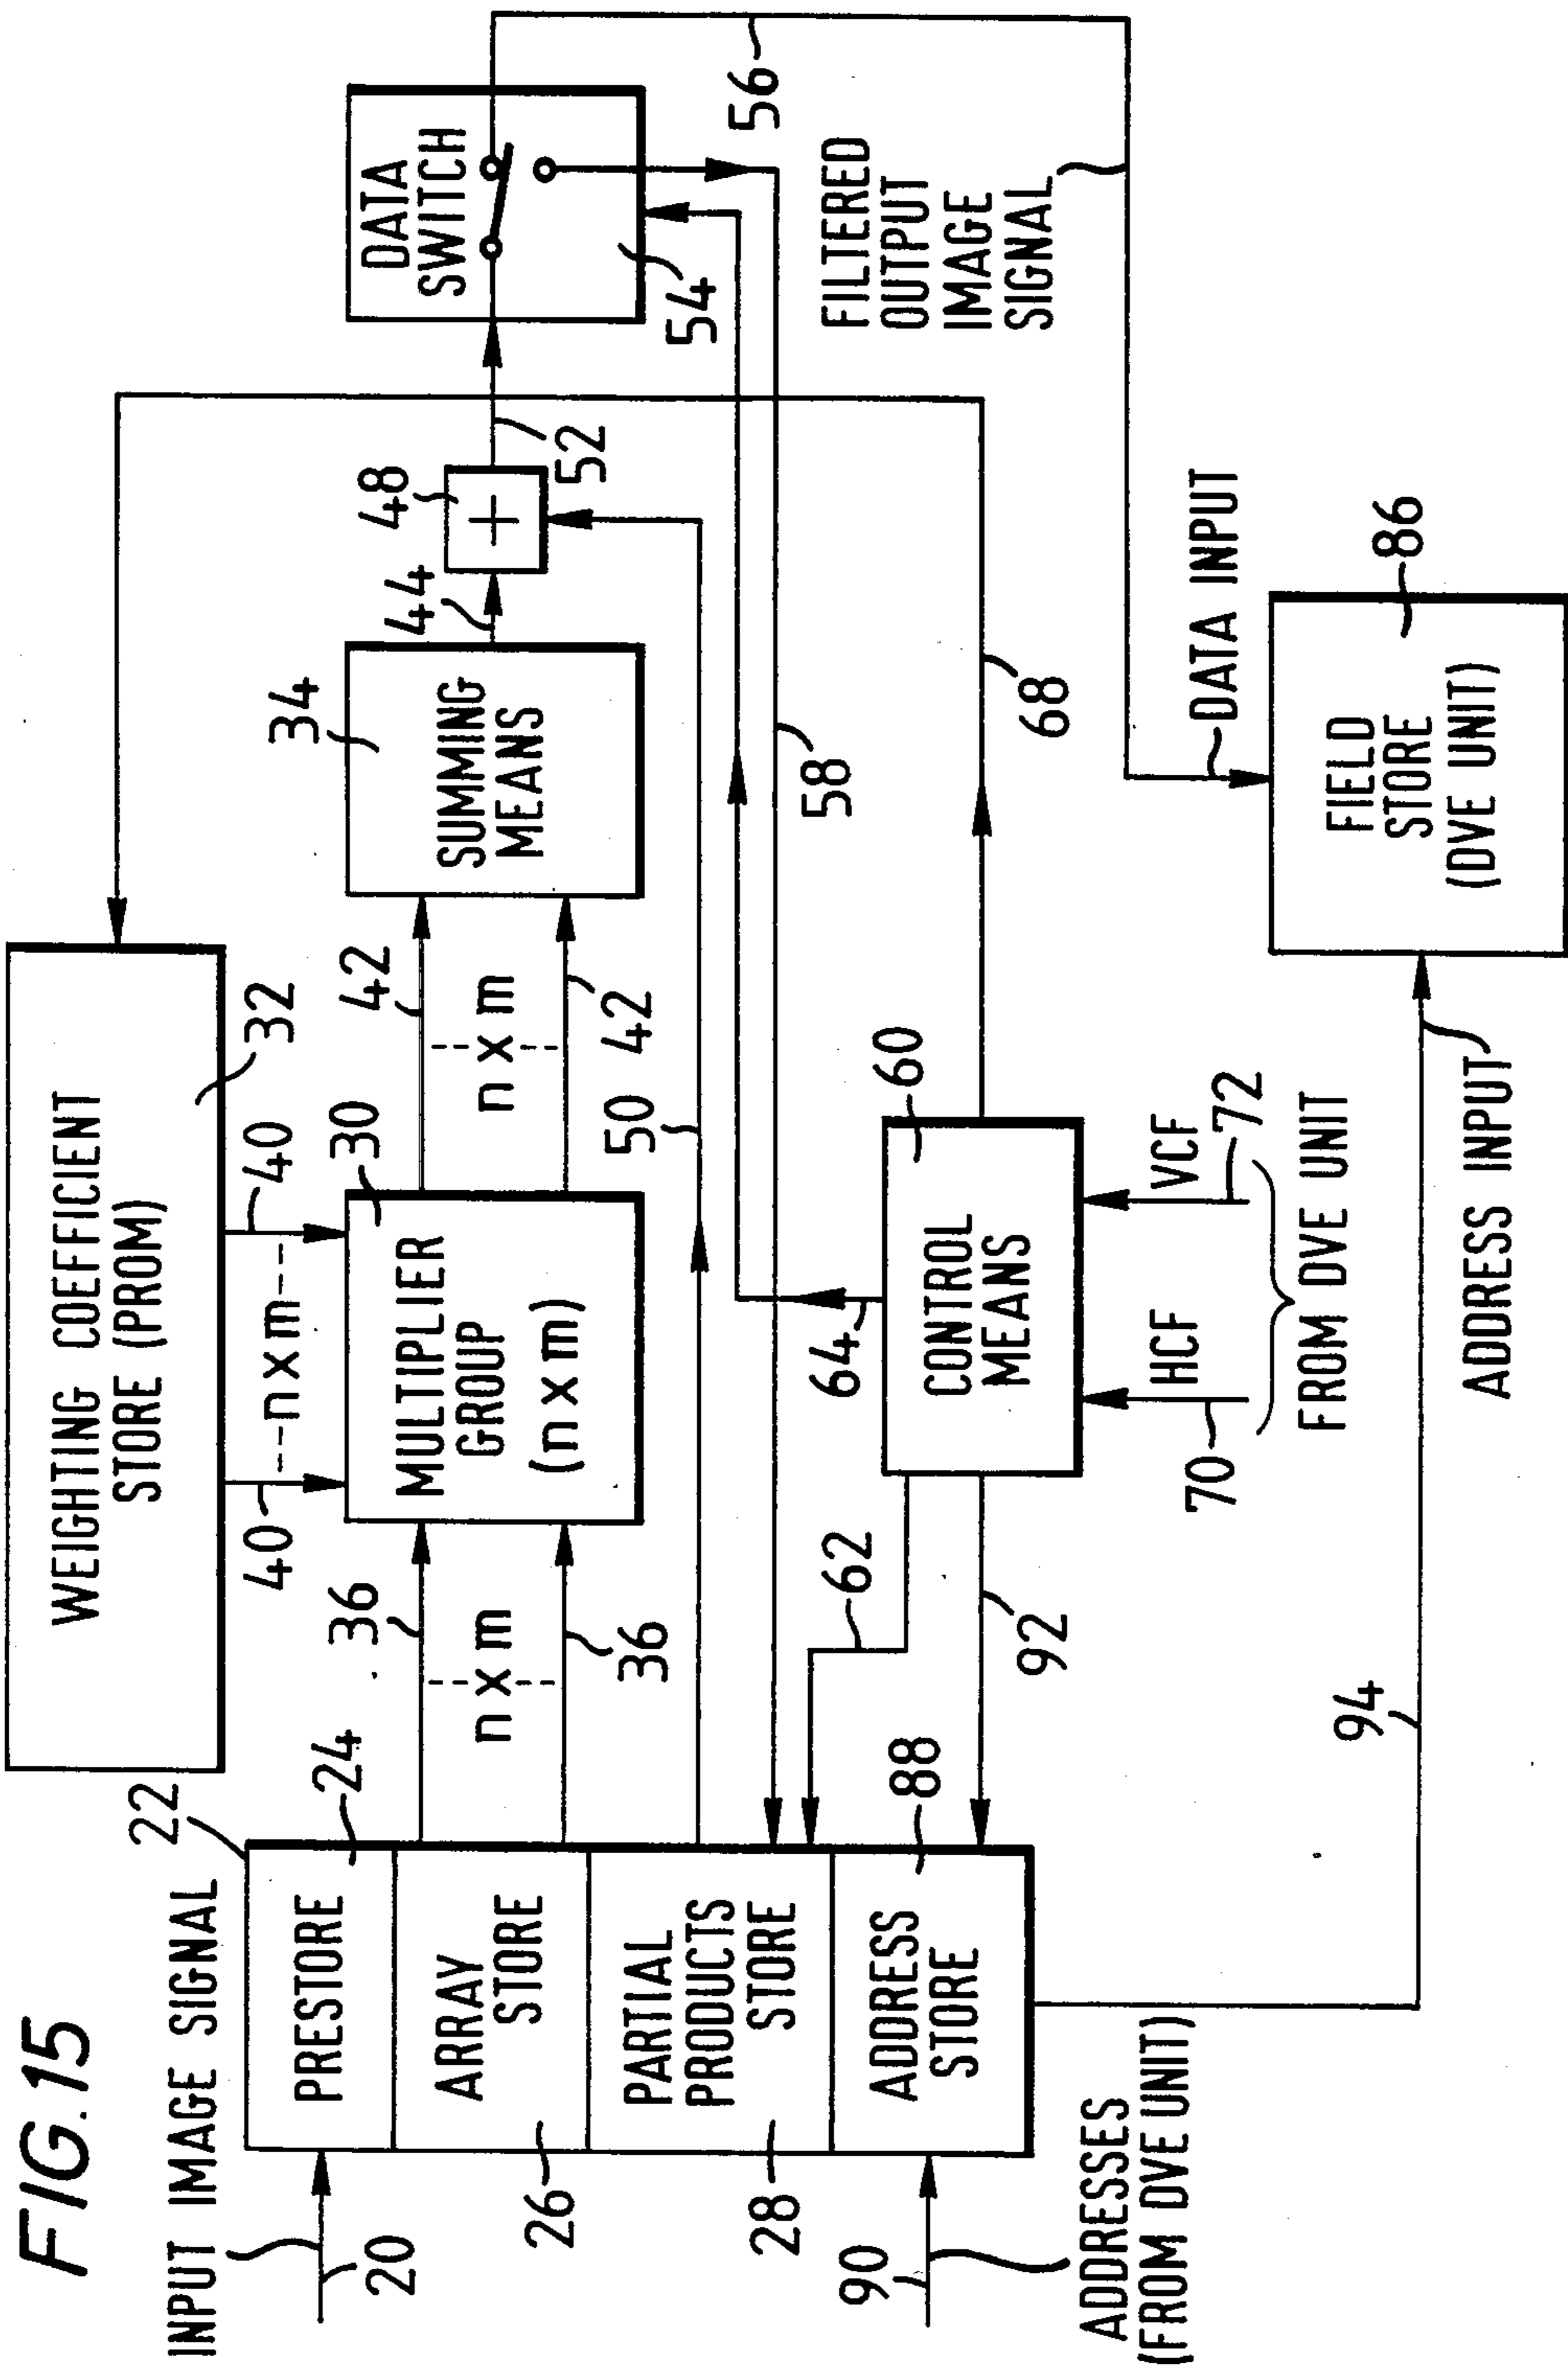 FIG. 15
INPUT IMAGE SIGNAL
20
22
PRESTORE
24
ARRAY
STORE
26
PARTIAL
PRODUCTS
STORE
28
ADDRESS
STORE
88
90
ADDRESSES
(FROM DVE UNIT)
WEIGHTING COEFFICIENT
STORE (PROM)
32
40
n x m
40
36
n x m
36
MULTIPLIER
GROUP
(n x m)
30
42
n x m
42
SUMMING
MEANS
34
44
+
48
50
52
DATA
SWITCH
54
56
58
FILTERED
OUTPUT
IMAGE
SIGNAL
62
64
CONTROL
MEANS
60
68
92
HCF
70
VCF
72
FROM DVE UNIT
94
ADDRESS INPUT
DATA INPUT
FIELD
STORE
(DVE UNIT)
86